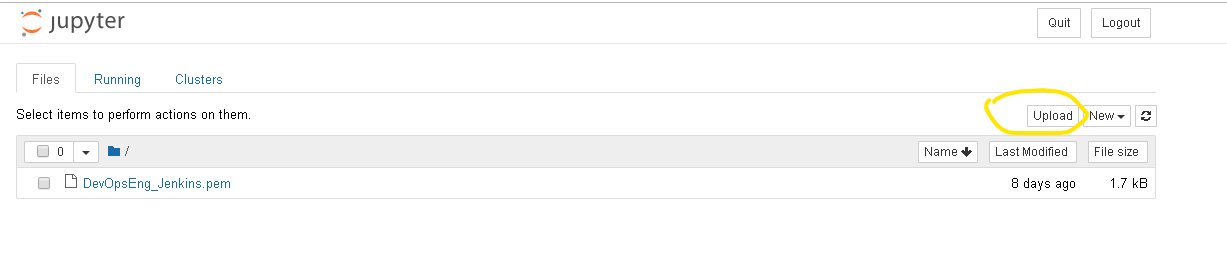 jupyter Quit Logout
Files Running Clusters
Select items to perform actions on them. Upload New
0 / Name Last Modified File size
DevOpsEng_Jenkins.pem 8 days ago 1.7 kB